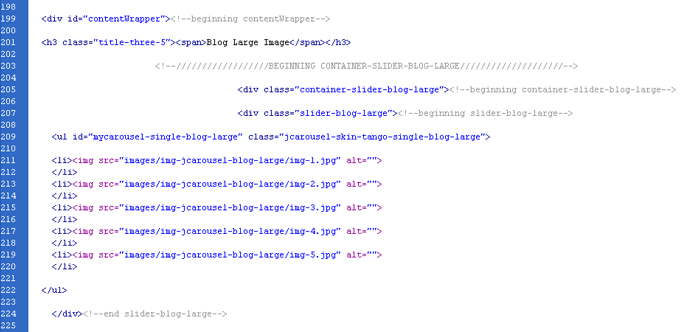 198
199 <div id="contentWrapper"><!--beginning contentWrapper-->
200
201 <h3 class="title-three-5"><span>Blog Large Image</span></h3>
202
203 <!--//////////////////BEGINNING CONTAINER-SLIDER-BLOG-LARGE////////////////////-->
204
205 <div class="container-slider-blog-large"><!--beginning container-slider-blog-large-->
206
207 <div class="slider-blog-large"><!--beginning slider-blog-large-->
208
209 <ul id="mycarousel-single-blog-large" class="jcarousel-skin-tango-single-blog-large">
210
211 <li><img src="images/img-jcarousel-blog-large/img-1.jpg" alt="">
212 </li>
213 <li><img src="images/img-jcarousel-blog-large/img-2.jpg" alt="">
214 </li>
215 <li><img src="images/img-jcarousel-blog-large/img-3.jpg" alt="">
216 </li>
217 <li><img src="images/img-jcarousel-blog-large/img-4.jpg" alt="">
218 </li>
219 <li><img src="images/img-jcarousel-blog-large/img-5.jpg" alt="">
220 </li>
221
222 </ul>
223
224 </div><!--end slider-blog-large-->
225